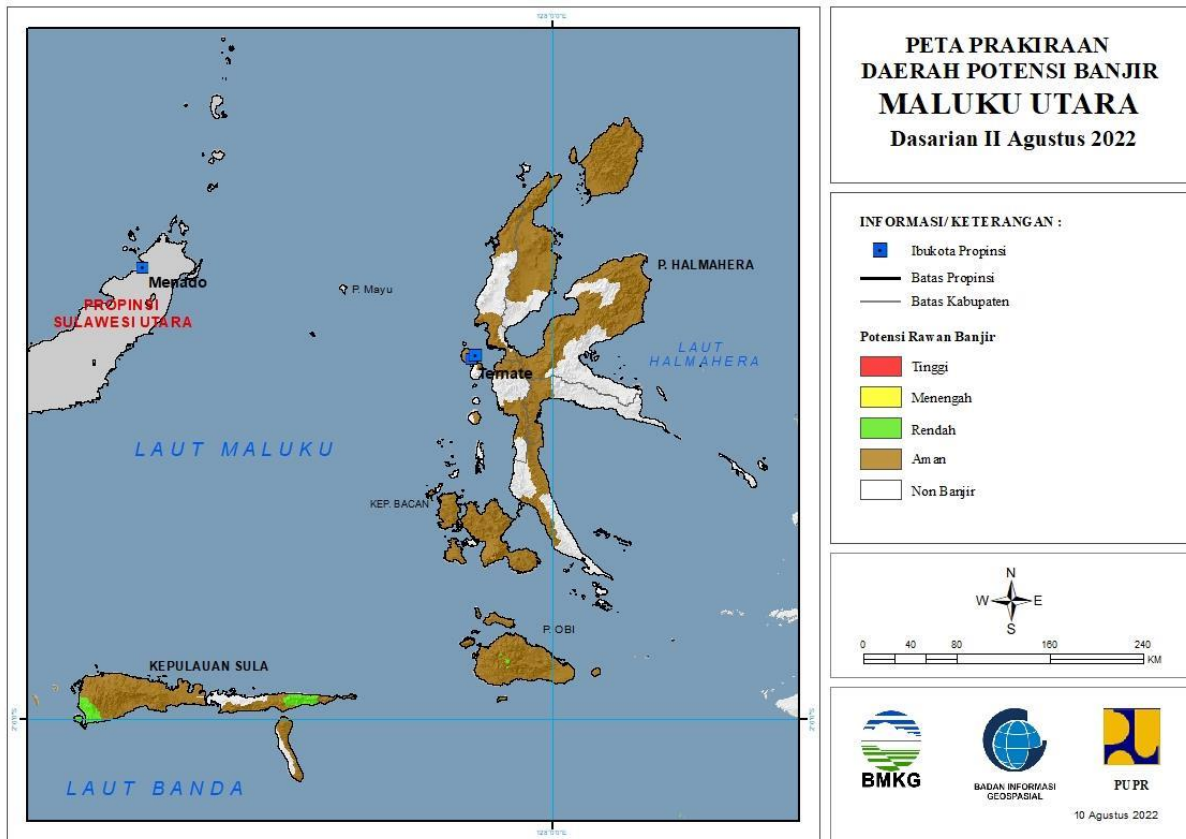 PETA PRAKIRAAN
DAERAH POTENSI BANJIR
MALUKU UTARA
Dasarian II Agustus 2022
INFORMASI/ KETERANGAN :
Ibukota Propinsi
Batas Propinsi
Batas Kabupaten
Potensi Rawan Banjir
Tinggi
Menengah
Rendah
Aman
Non Banjir
N
W E
S
0 40 80 160 240
KM
BMKG
BADAN INFORMASI
GEOSPASIAL
PUPR
10 Agustus 2022
Menado
PROPINSI
SULAWESI UTARA
P. Mayu
P. HALMAHERA
LAUT
HALMAHERA
Ternate
LAUT MALUKU
KEP. BACAN
P. OBI
KEPULAUAN SULA
LAUT BANDA